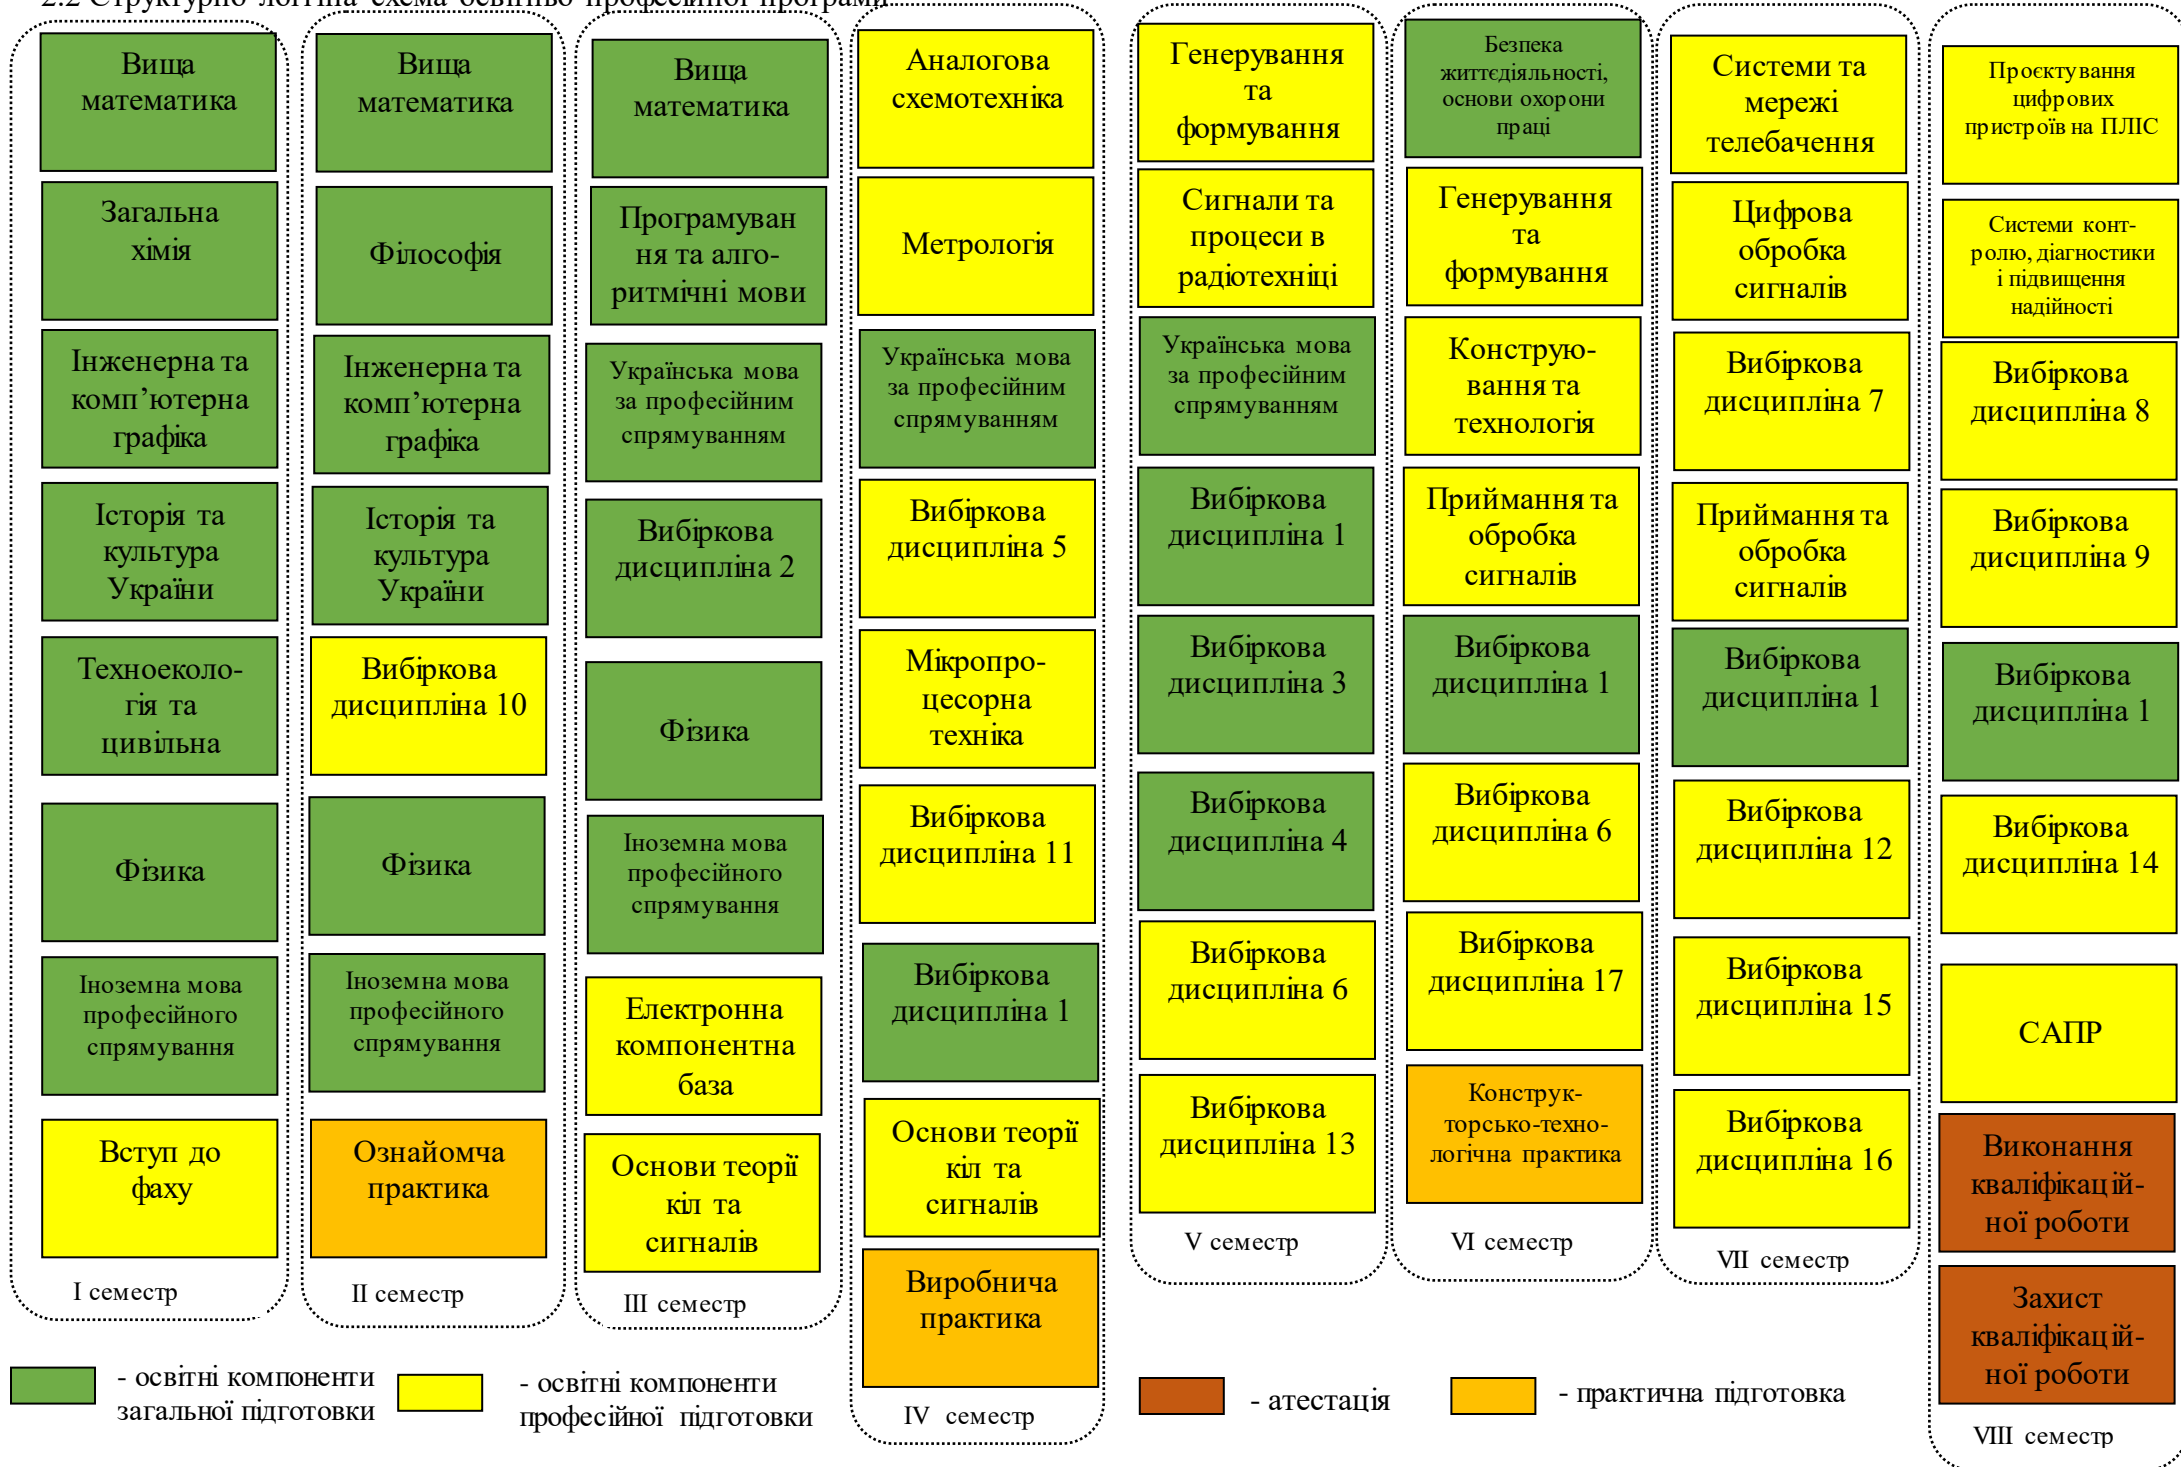 2.2 Структурно-логічна схема освітньо-професійної програми
Вища
математика
Загальна
хімія
Інженерна та
комп’ютерна
графіка
Історія та
культура
України
Техноеколо-
гія та
цивільна
Фізика
Іноземна мова
професійного
спрямування
Вступ до
фаху
I семестр
Вища
математика
Філософія
Інженерна та
комп’ютерна
графіка
Історія та
культура
України
Вибіркова
дисципліна 10
Фізика
Іноземна мова
професійного
спрямування
Ознайомча
практика
II семестр
Вища
математика
Програмуван
ня та алго-
ритмічні мови
Українська мова
за професійним
спрямуванням
Вибіркова
дисципліна 2
Фізика
Іноземна мова
професійного
спрямування
Електронна
компонентна
база
Основи теорії
кіл та
сигналів
III семестр
Аналогова
схемотехніка
Метрологія
Українська мова
за професійним
спрямуванням
Вибіркова
дисципліна 5
Мікропро-
цесорна
техніка
Вибіркова
дисципліна 11
Вибіркова
дисципліна 1
Основи теорії
кіл та
сигналів
Виробнича
практика
IV семестр
Генерування
та
формування
Сигнали та
процеси в
радіотехніці
Українська мова
за професійним
спрямуванням
Вибіркова
дисципліна 1
Вибіркова
дисципліна 3
Вибіркова
дисципліна 4
Вибіркова
дисципліна 6
Вибіркова
дисципліна 13
V семестр
Безпека
життєдіяльності,
основи охорони
праці
Генерування
та
формування
Конструю-
вання та
технологія
Приймання та
обробка
сигналів
Вибіркова
дисципліна 1
Вибіркова
дисципліна 6
Вибіркова
дисципліна 17
Конструк-
торсько-техно-
логічна практика
VI семестр
Системи та
мережі
телебачення
Цифрова
обробка
сигналів
Вибіркова
дисципліна 7
Приймання та
обробка
сигналів
Вибіркова
дисципліна 1
Вибіркова
дисципліна 12
Вибіркова
дисципліна 15
Вибіркова
дисципліна 16
VII семестр
Проєктування
цифрових
пристроїв на ПЛІС
Системи конт-
ролю, діагностики
і підвищення
надійності
Вибіркова
дисципліна 8
Вибіркова
дисципліна 9
Вибіркова
дисципліна 1
Вибіркова
дисципліна 14
САПР
Виконання
кваліфікацій-
ної роботи
Захист
кваліфікацій-
ної роботи
VIII семестр
- освітні компоненти
загальної підготовки
- освітні компоненти
професійної підготовки
- атестація
- практична підготовка